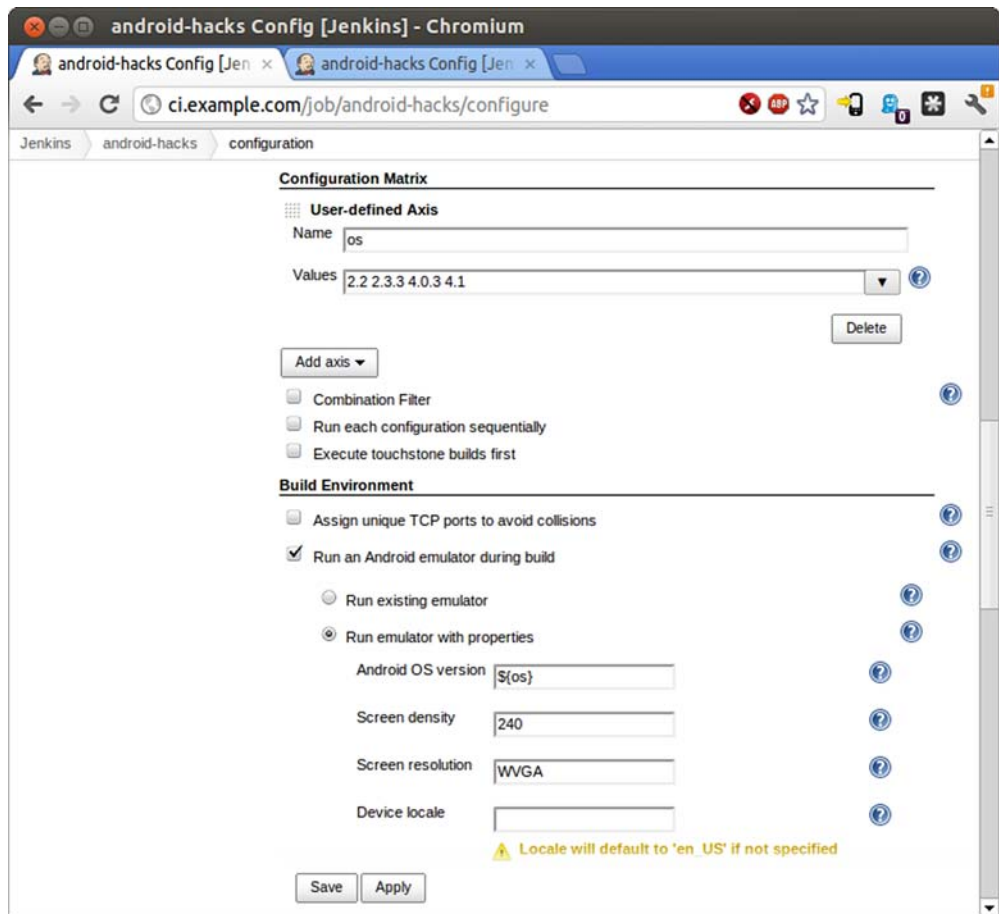 android-hacks Config [Jenkins] - Chromium
android-hacks Config [Jen android-hacks Config [Jen
ci.example.com/job/android-hacks/configure ABP 0
Jenkins android-hacks configuration
Configuration Matrix
User-defined Axis
Name os
Values 2.2 2.3.3 4.0.3 4.1
Delete
Add axis
Combination Filter
Run each configuration sequentially
Execute touchstone builds first
Build Environment
Assign unique TCP ports to avoid collisions
Run an Android emulator during build
Run existing emulator
Run emulator with properties
Android OS version ${os}
Screen density 240
Screen resolution WVGA
Device locale
Locale will default to 'en_US' if not specified
Save Apply